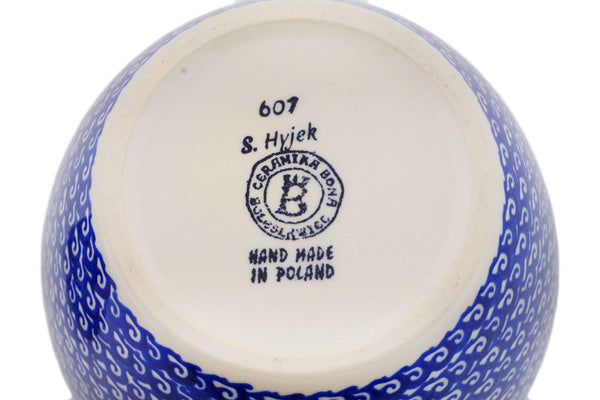 607
S. Hyjek
CERAMIKA BONA
B
BOLESŁAWIEC
HAND MADE
IN POLAND